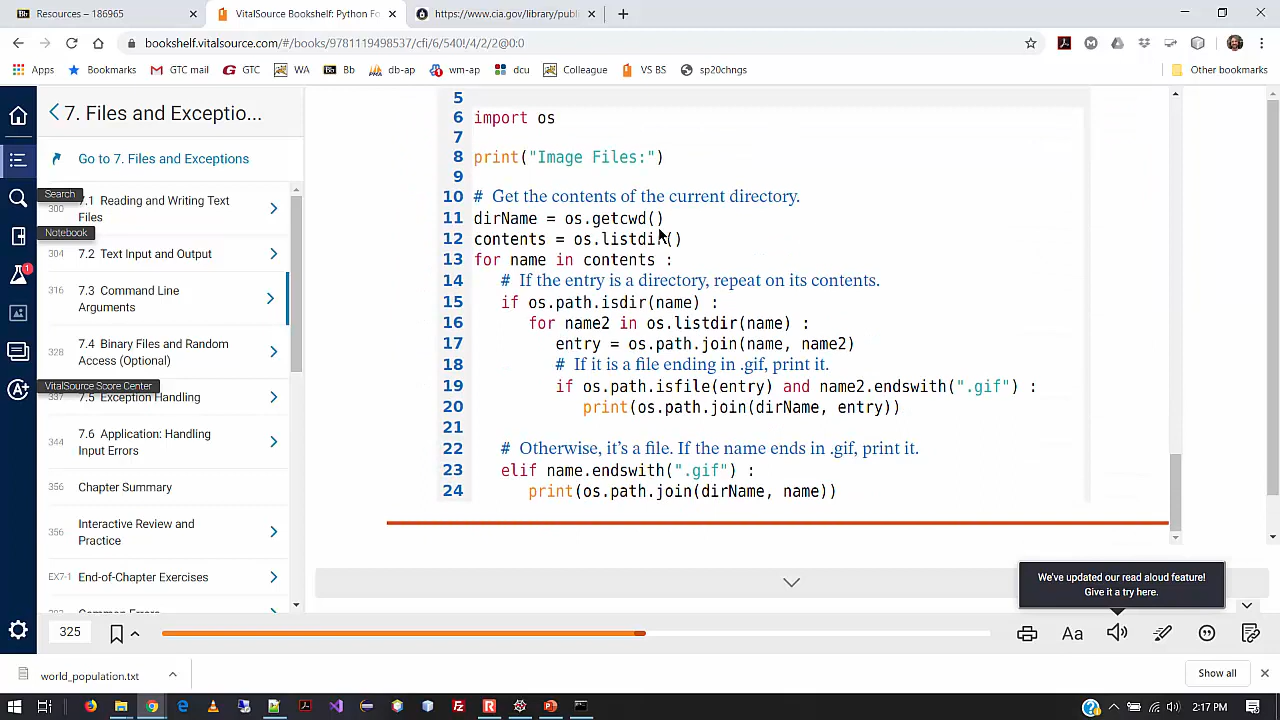 Resources – 186965
VitalSource Bookshelf: Python Fo
https://www.cia.gov/library/publ
bookshelf.vitalsource.com/#/books/9781119498537/cfi/6/540!/4/2/2@0:0
Apps
Bookmarks
GTC mail
GTC
WA
Bb
db-ap
wm-ap
dcu
Colleague
VS BS
sp20chngs
Other bookmarks
7. Files and Exceptio...
Go to 7. Files and Exceptions
Search
Notebook
VitalSource Score Center
300 7.1 Reading and Writing Text
Files
304 7.2 Text Input and Output
316 7.3 Command Line
Arguments
328 7.4 Binary Files and Random
Access (Optional)
337 7.5 Exception Handling
344 7.6 Application: Handling
Input Errors
356 Chapter Summary
356 Interactive Review and
Practice
EX7-1 End-of-Chapter Exercises
Common Errors
5
6 import os
7
8 print("Image Files:")
9
10 # Get the contents of the current directory.
11 dirName = os.getcwd()
12 contents = os.listdir()
13 for name in contents :
14 # If the entry is a directory, repeat on its contents.
15 if os.path.isdir(name) :
16 for name2 in os.listdir(name) :
17 entry = os.path.join(name, name2)
18 # If it is a file ending in .gif, print it.
19 if os.path.isfile(entry) and name2.endswith(".gif") :
20 print(os.path.join(dirName, entry))
21
22 # Otherwise, it’s a file. If the name ends in .gif, print it.
23 elif name.endswith(".gif") :
24 print(os.path.join(dirName, name))
We've updated our read aloud feature!
Give it a try here.
325
Aa
world_population.txt
Show all
2:17 PM